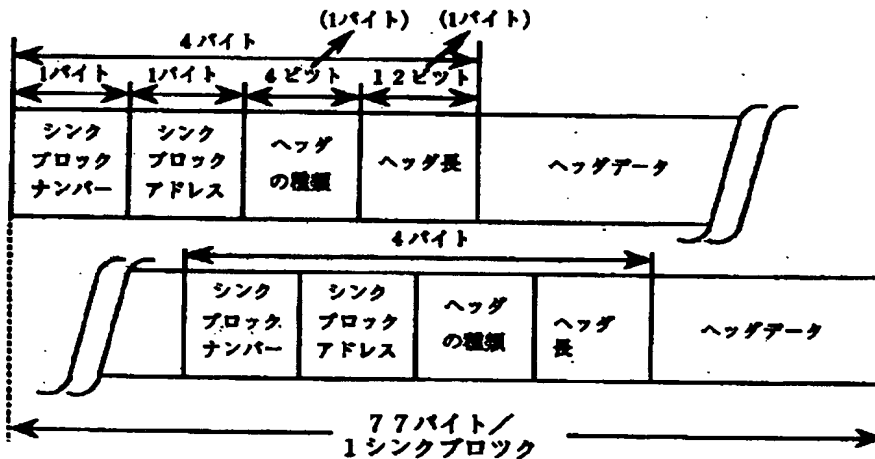 (1バイト)
(1バイト)
4バイト
1バイト
1バイト
4ビット
12ビット
シンク
ブロック
ナンバー
シンク
ブロック
アドレス
ヘッダ
の種類
ヘッダ長
ヘッダデータ
4バイト
シンク
ブロック
ナンバー
シンク
ブロック
アドレス
ヘッダ
の種類
ヘッダ
長
ヘッダデータ
77バイト/
1シンクブロック